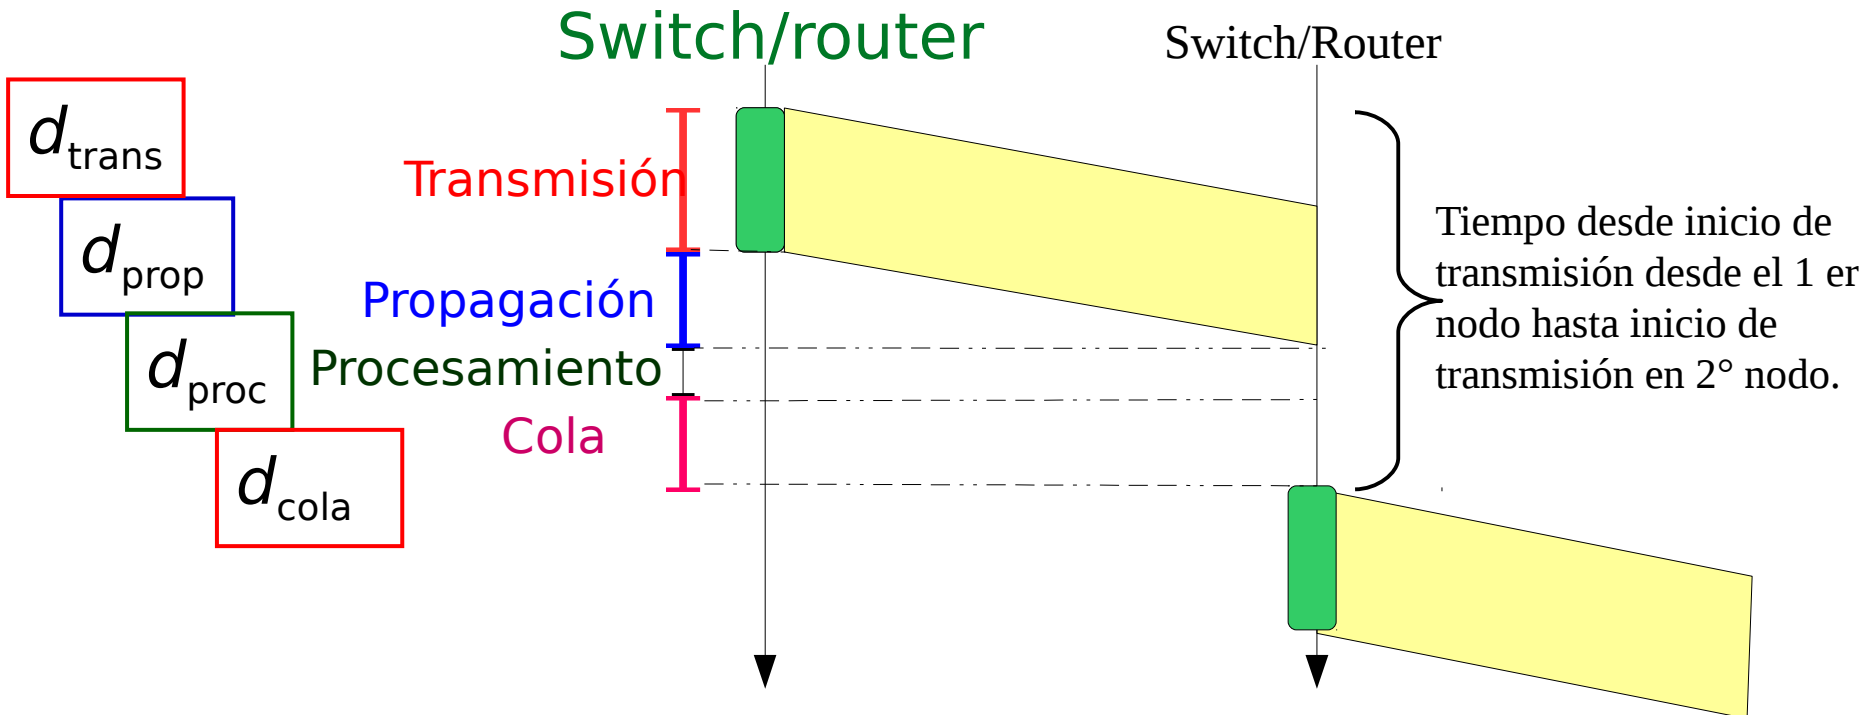 Switch/router
Switch/Router
d trans
d prop
d proc
d cola
Transmisión
Propagación
Procesamiento
Cola
Tiempo desde inicio de
transmisión desde el 1 er
nodo hasta inicio de
transmisión en 2° nodo.